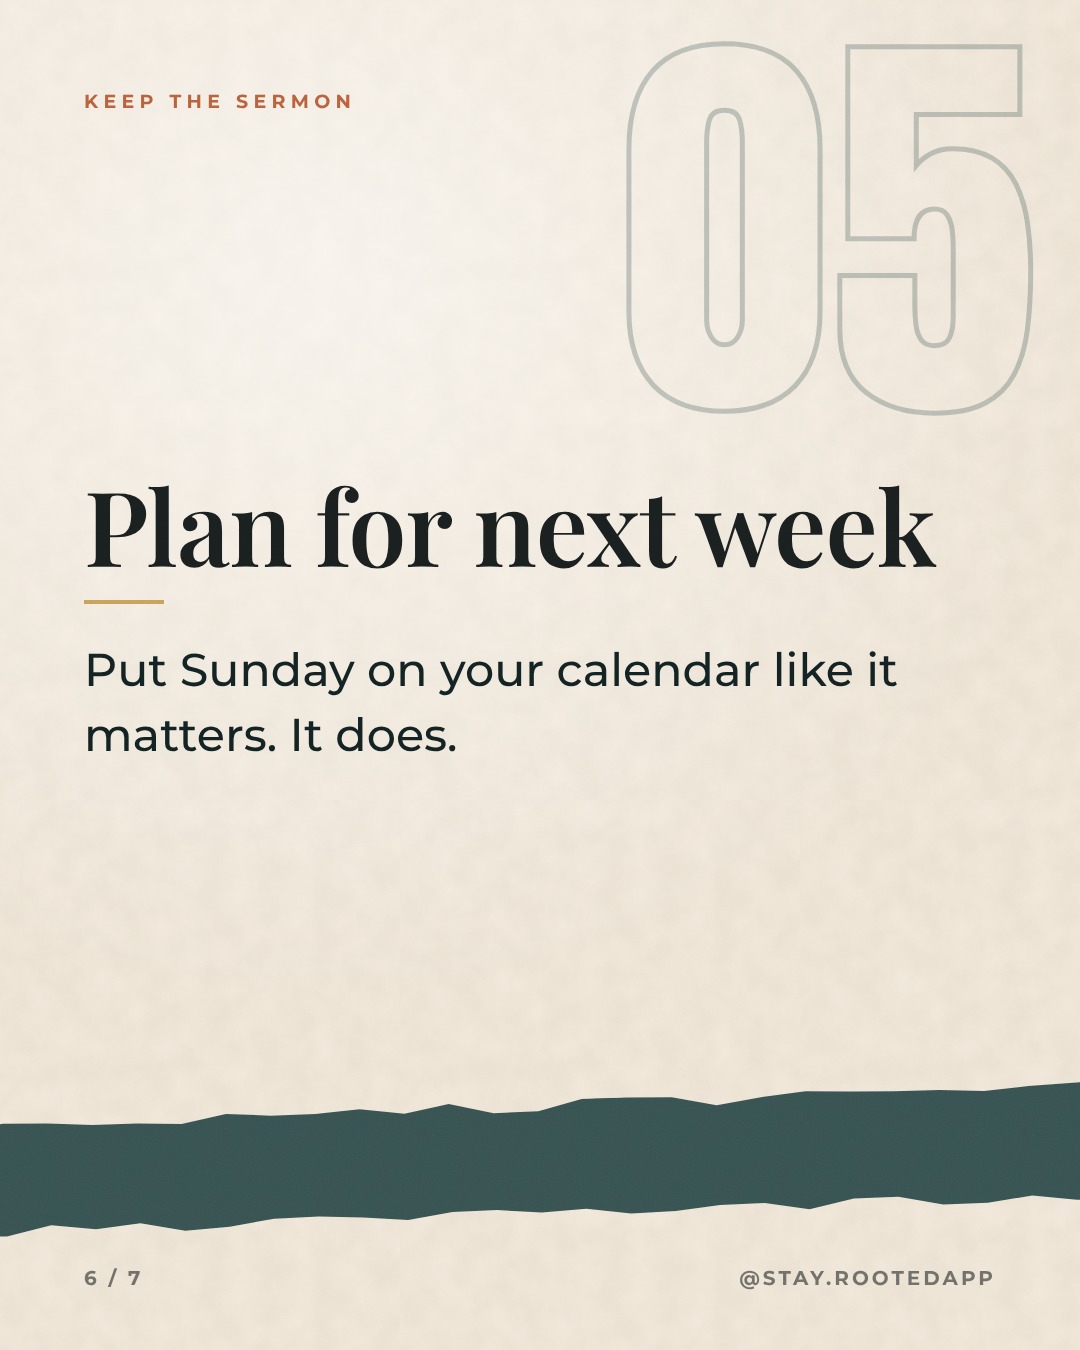 KEEP THE SERMON
05
Plan for next week
Put Sunday on your calendar like it
matters. It does.
6 / 7
@STAY.ROOTEDAPP